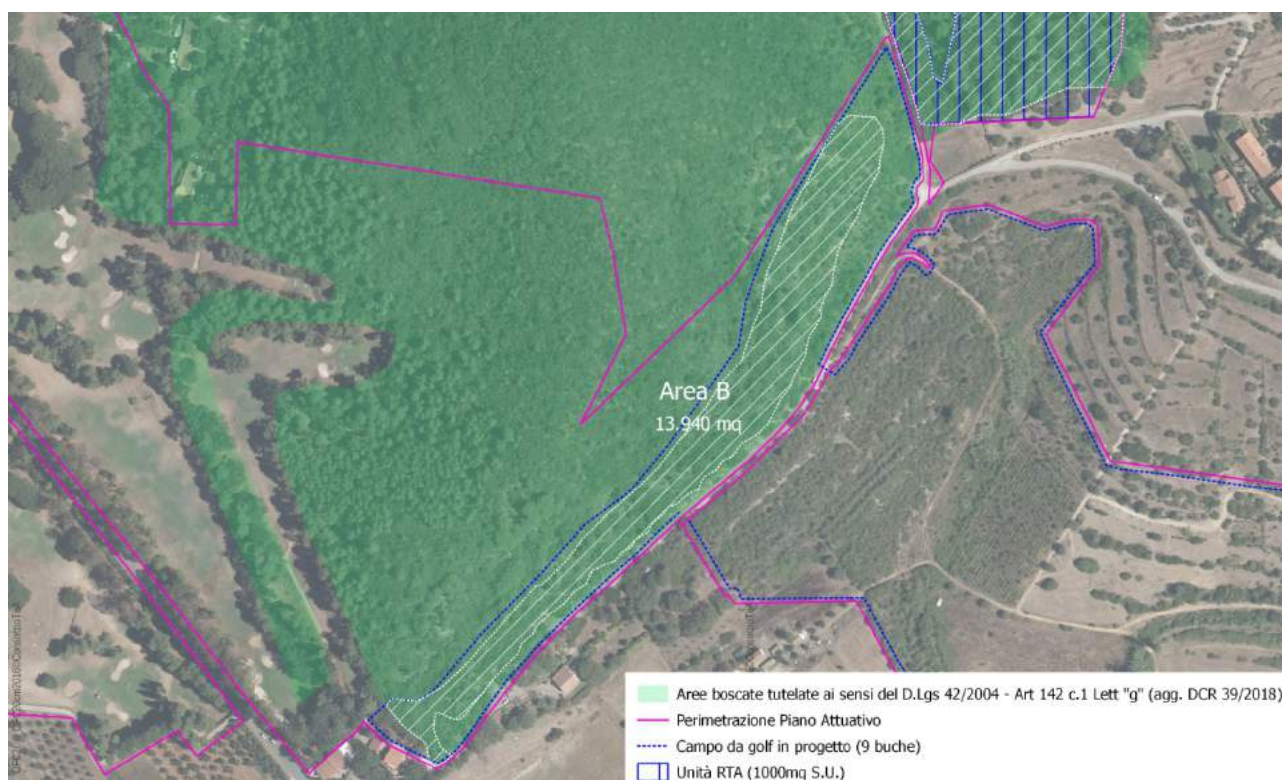 Area B
13.940 mq
Aree boscate tutelate ai sensi del D.Lgs 42/2004 - Art 142 c.1 Lett "g" (agg. DCR 39/2018)
Perimetrazione Piano Attuativo
Campo da golf in progetto (9 buche)
Unità RTA (1000mq S.U.)